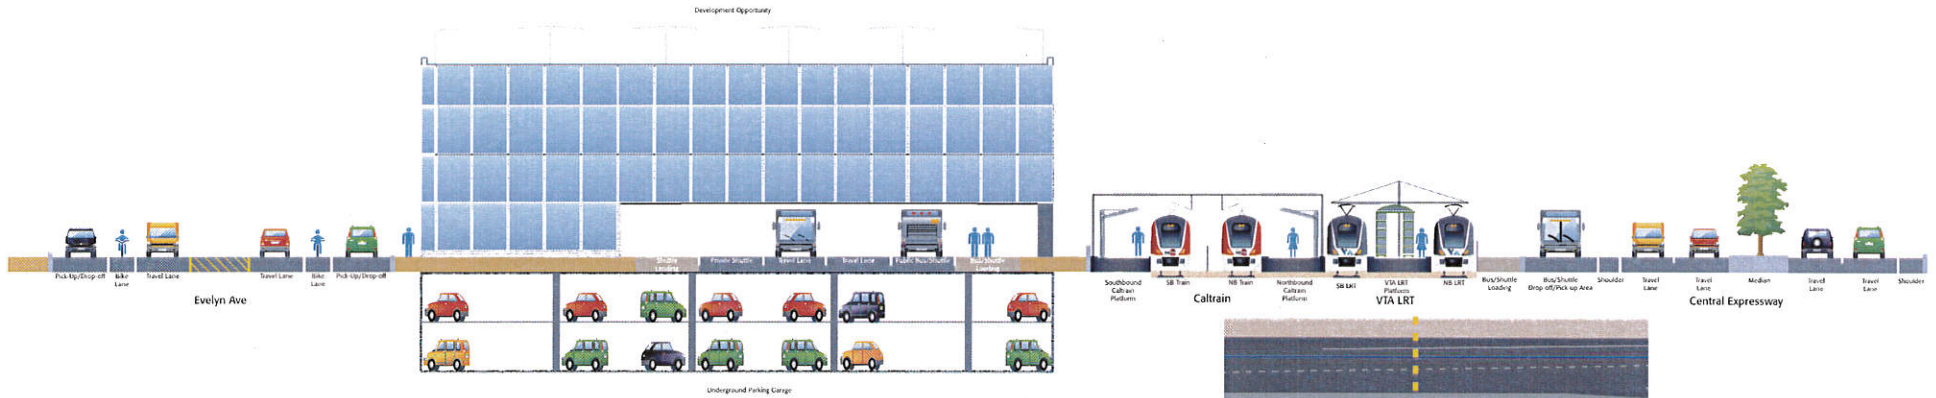 Development Opportunity
Pick-Up/Drop-off
Bike
Lane
Travel Lane
Travel Lane
Bike
Lane
Pick-Up/Drop-off
Evelyn Ave
Shuttle
Loading
Private Shuttle
Travel Lane
Travel Lane
Public Bus/Shuttle
Bus/Shuttle
Loading
Underground Parking Garage
Southbound
Caltrain
Platform
SB Train
NB Train
Caltrain
Northbound
Caltrain
Platform
SB LRT
VTA LRT
Platform
NB LRT
VTA LRT
Bus/Shuttle
Loading
Bus/Shuttle
Drop off/Pick up Area
Shoulder
Travel
Lane
Travel
Lane
Median
Travel
Lane
Travel
Lane
Shoulder
Central Expressway